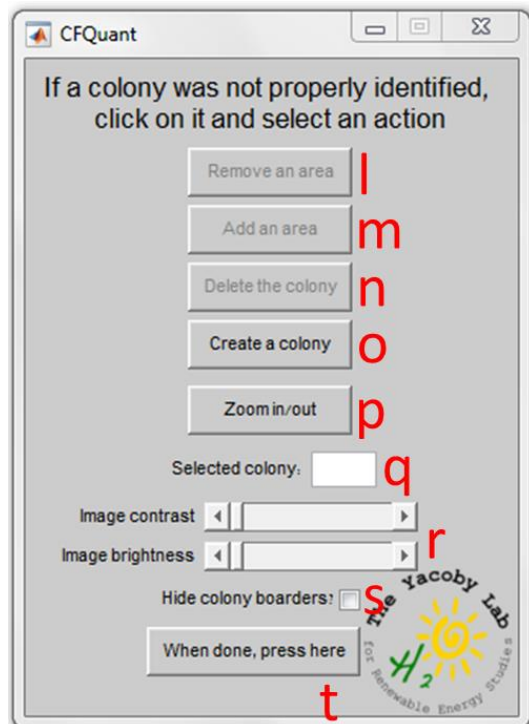 CFQuant
If a colony was not properly identified,
click on it and select an action
Remove an area l
Add an area m
Delete the colony n
Create a colony o
Zoom in/out p
Selected colony: q
Image contrast
Image brightness r
Hide colony boarders? s
When done, press here
t
The Yacoby Lab
for Renewable Energy Studies
H2